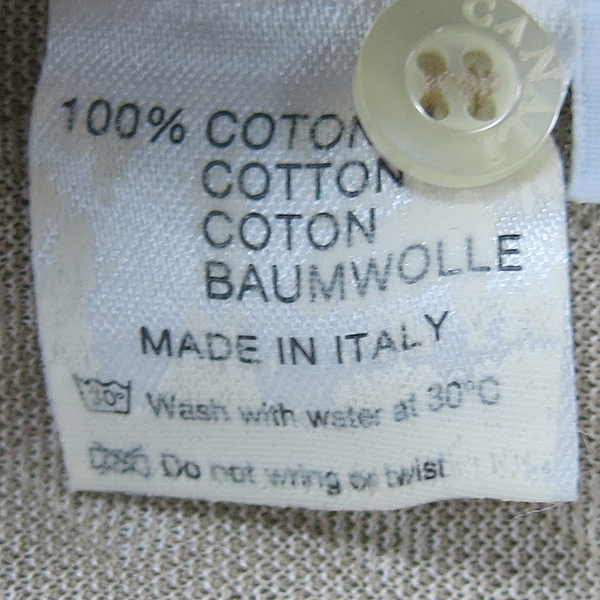 CANA
100% COTON
COTTON
COTON
BAUMWOLLE
MADE IN ITALY
30° Wash with water at 30°C
Do not wring or twist